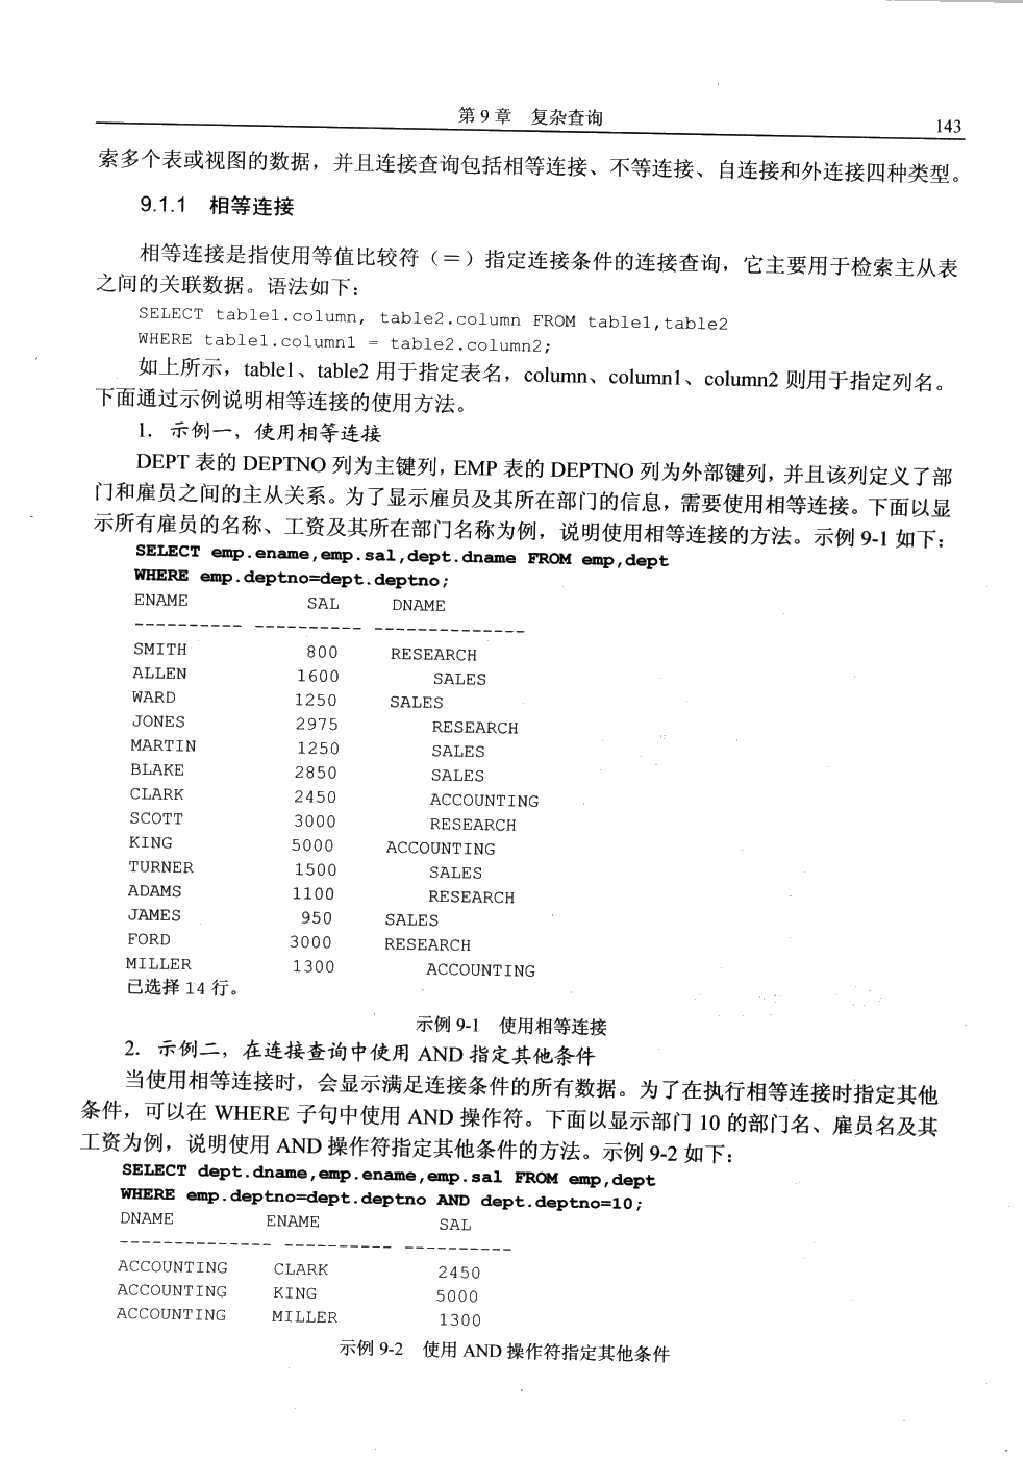 第9章 复杂查询
143
索多个表或视图的数据，并且连接查询包括相等连接、不等连接、自连接和外连接四种类型。
9.1.1 相等连接
相等连接是指使用等值比较符（=）指定连接条件的连接查询，它主要用于检索主从表
之间的关联数据。语法如下：
SELECT table1.column, table2.column FROM table1,table2
WHERE table1.column1 = table2.column2;
如上所示，table1、table2 用于指定表名，column、column1、column2 则用于指定列名。
下面通过示例说明相等连接的使用方法。
1. 示例一，使用相等连接
DEPT 表的 DEPTNO 列为主键列，EMP 表的 DEPTNO 列为外部键列，并且该列定义了部
门和雇员之间的主从关系。为了显示雇员及其所在部门的信息，需要使用相等连接。下面以显
示所有雇员的名称、工资及其所在部门名称为例，说明使用相等连接的方法。示例 9-1 如下：
SELECT emp.ename,emp.sal,dept.dname FROM emp,dept
WHERE emp.deptno=dept.deptno;
ENAME SAL DNAME
---------- ---------- --------------
SMITH 800 RESEARCH
ALLEN 1600 SALES
WARD 1250 SALES
JONES 2975 RESEARCH
MARTIN 1250 SALES
BLAKE 2850 SALES
CLARK 2450 ACCOUNTING
SCOTT 3000 RESEARCH
KING 5000 ACCOUNTING
TURNER 1500 SALES
ADAMS 1100 RESEARCH
JAMES 950 SALES
FORD 3000 RESEARCH
MILLER 1300 ACCOUNTING
已选择 14 行。
示例 9-1 使用相等连接
2. 示例二，在连接查询中使用 AND 指定其他条件
当使用相等连接时，会显示满足连接条件的所有数据。为了在执行相等连接时指定其他
条件，可以在 WHERE 子句中使用 AND 操作符。下面以显示部门 10 的部门名、雇员名及其
工资为例，说明使用 AND 操作符指定其他条件的方法。示例 9-2 如下：
SELECT dept.dname,emp.ename,emp.sal FROM emp,dept
WHERE emp.deptno=dept.deptno AND dept.deptno=10;
DNAME ENAME SAL
-------------- ---------- ----------
ACCOUNTING CLARK 2450
ACCOUNTING KING 5000
ACCOUNTING MILLER 1300
示例 9-2 使用 AND 操作符指定其他条件